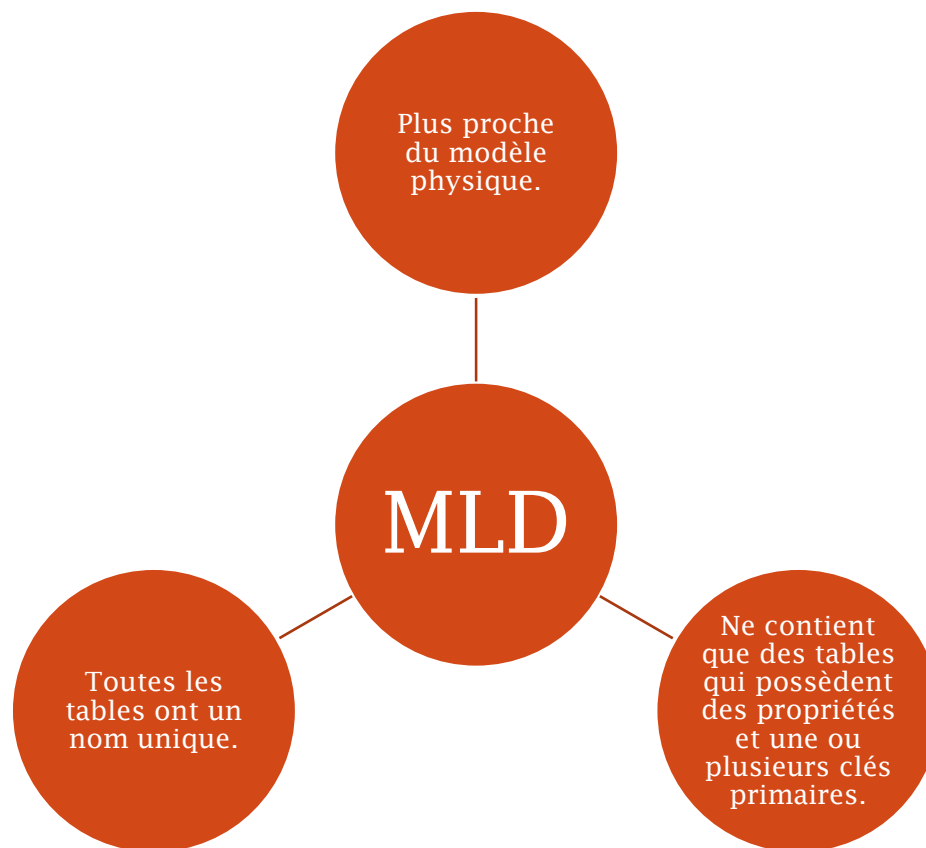 Plus proche
du modèle
physique.
MLD
Toutes les
tables ont un
nom unique.
Ne contient
que des tables
qui possèdent
des propriétés
et une ou
plusieurs clés
primaires.